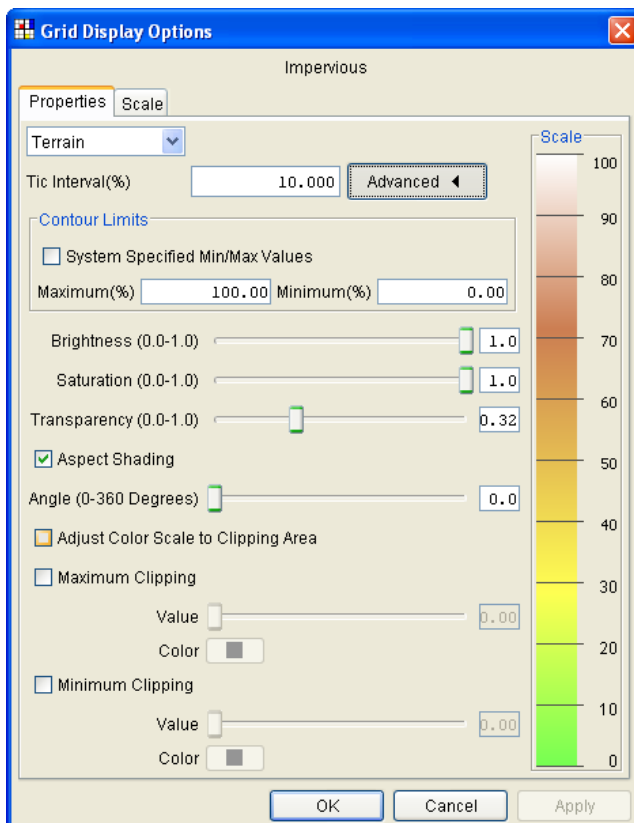 Grid Display Options
Impervious
Properties Scale
Terrain
Tic Interval(%) 10.000 Advanced
Contour Limits
System Specified Min/Max Values
Maximum(%) 100.00 Minimum(%) 0.00
Brightness (0.0-1.0) 1.0
Saturation (0.0-1.0) 1.0
Transparency (0.0-1.0) 0.32
Aspect Shading
Angle (0-360 Degrees) 0.0
Adjust Color Scale to Clipping Area
Maximum Clipping
Value 0.00
Color
Minimum Clipping
Value 0.00
Color
Scale
100
90
80
70
60
50
40
30
20
10
0
OK Cancel Apply